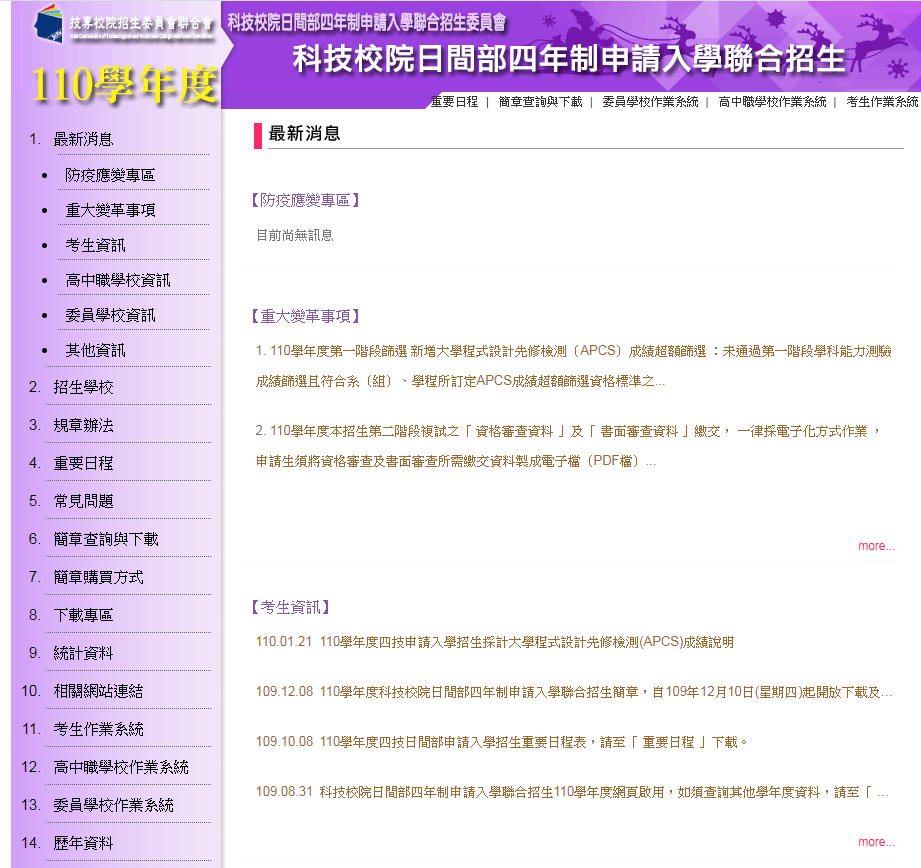 技專校院招生委員會聯合會
110學年度
科技校院日間部四年制申請入學聯合招生委員會
科技校院日間部四年制申請入學聯合招生
重要日程 | 簡章查詢與下載 | 委員學校作業系統 | 高中職學校作業系統 | 考生作業系統
1. 最新消息
• 防疫應變專區
• 重大變革事項
• 考生資訊
• 高中職學校資訊
• 委員學校資訊
• 其他資訊
2. 招生學校
3. 規章辦法
4. 重要日程
5. 常見問題
6. 簡章查詢與下載
7. 簡章購買方式
8. 下載專區
9. 統計資料
10. 相關網站連結
11. 考生作業系統
12. 高中職學校作業系統
13. 委員學校作業系統
14. 歷年資料
最新消息
【防疫應變專區】
目前尚無訊息
【重大變革事項】
1. 110學年度第一階段篩選 新增大學程式設計先修檢測〔APCS〕成績超額篩選 ：未通過第一階段學科能力測驗
成績篩選且符合系〔組〕、學程所訂定APCS成績超額篩選資格標準之...
2. 110學年度本招生第二階段複試之「 資格審查資料 」及「 書面審查資料 」繳交， 一律採電子化方式作業 ，
申請生須將資格審查及書面審查所需繳交資料製成電子檔〔PDF檔〕...
more...
【考生資訊】
110.01.21 110學年度四技申請入學招生採計大學程式設計先修檢測(APCS)成績說明
109.12.08 110學年度科技校院日間部四年制申請入學聯合招生簡章，自109年12月10日(星期四)起開放下載及...
109.10.08 110學年度四技日間部申請入學招生重要日程表，請至「 重要日程 」下載。
109.08.31 科技校院日間部四年制申請入學聯合招生110學年度網頁啟用，如須查詢其他學年度資料，請至「 ...
more...